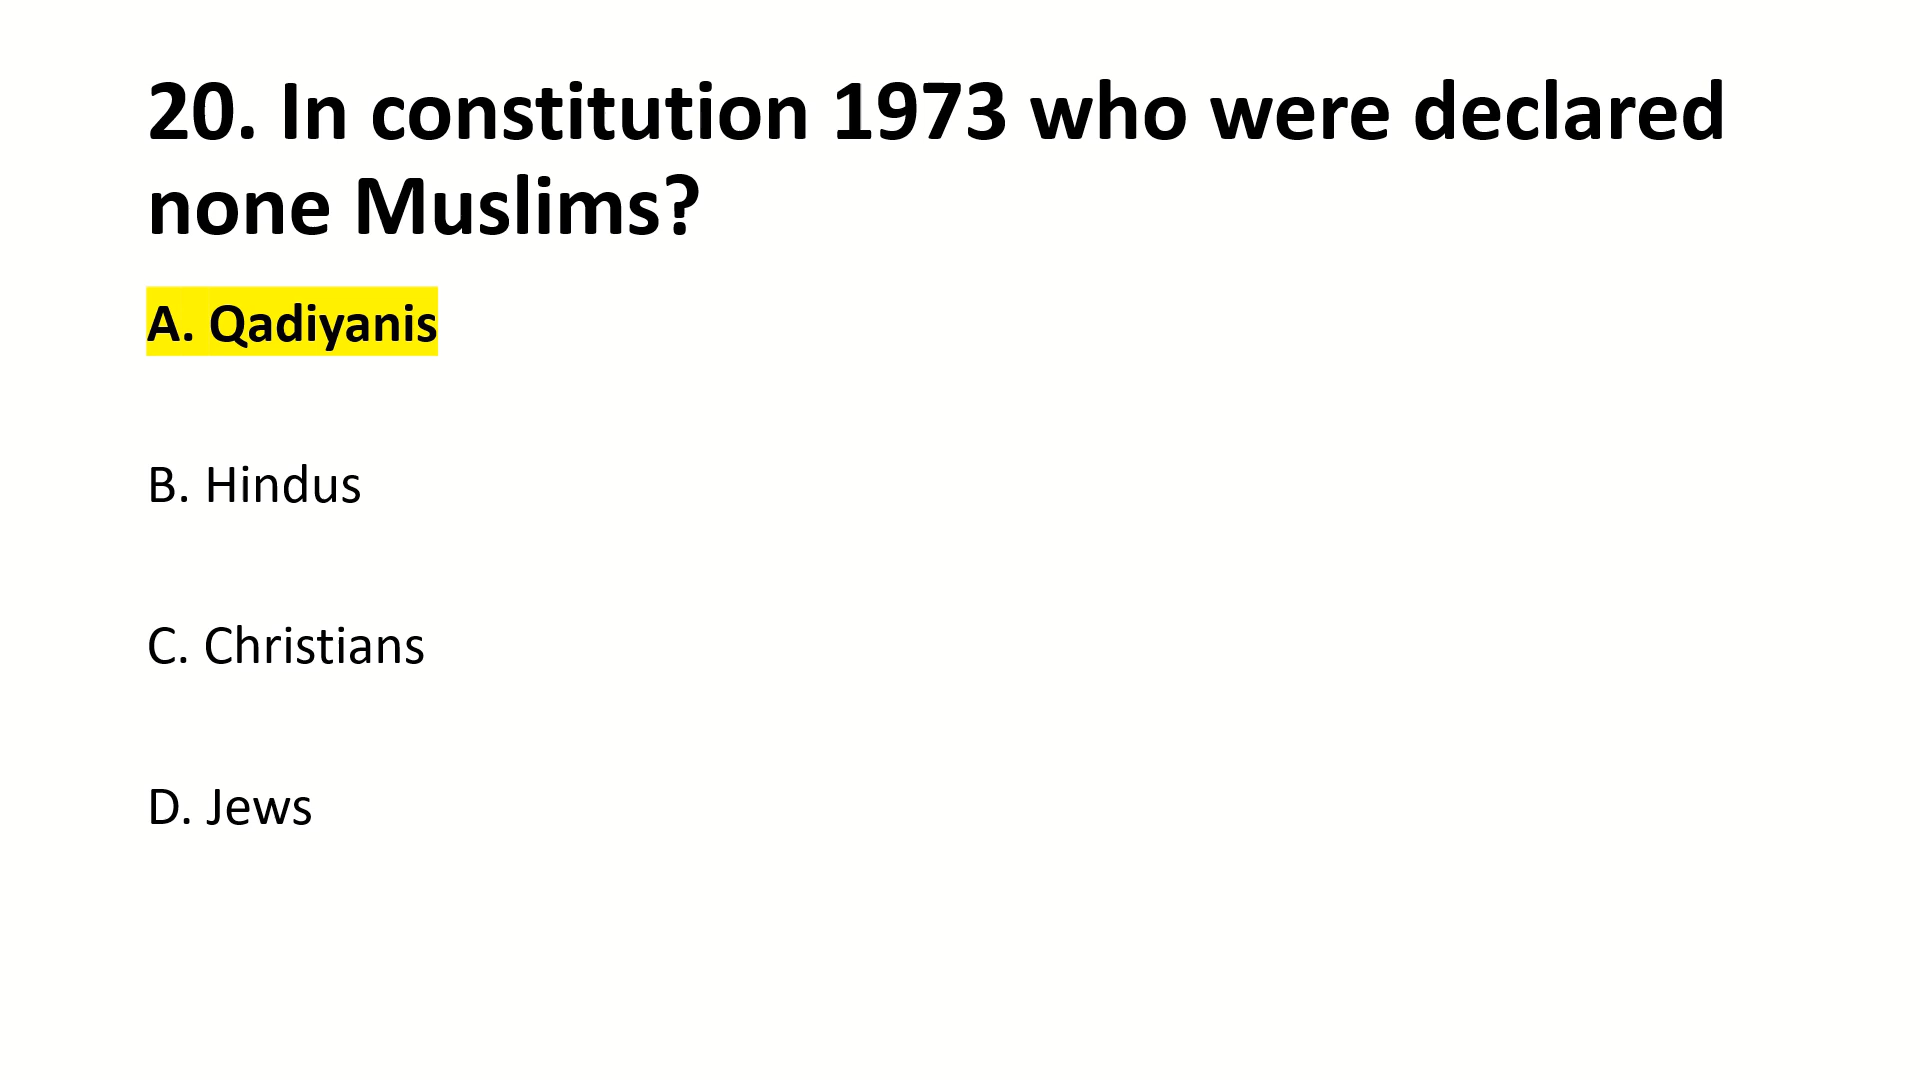 20. In constitution 1973 who were declared
none Muslims?
A. Qadiyanis
B. Hindus
C. Christians
D. Jews